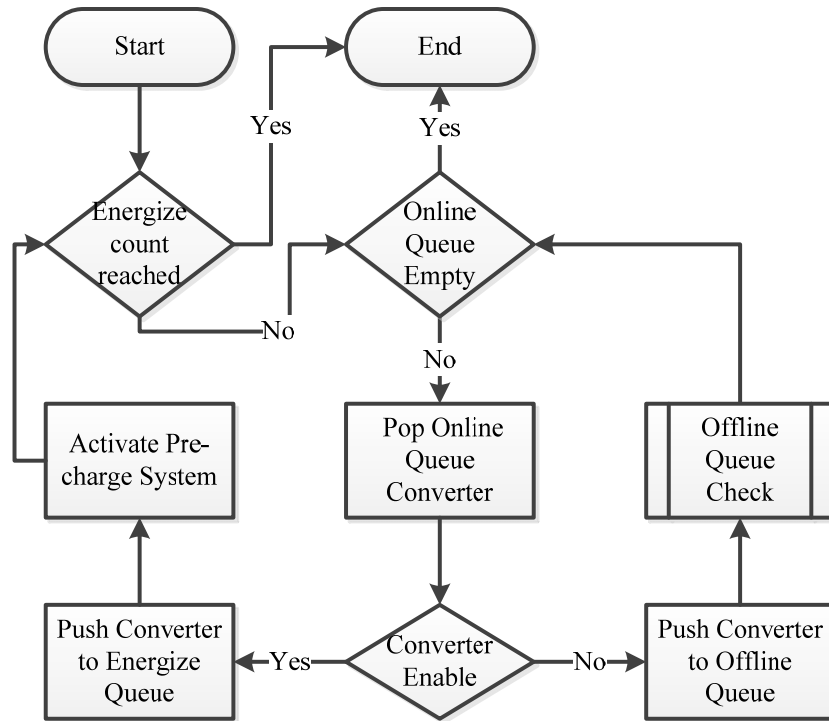 Start
End
Yes
Yes
Energize
count
reached
Online
Queue
Empty
No
No
Activate Pre-
charge System
Pop Online
Queue
Converter
Offline
Queue
Check
Push Converter
to Energize
Queue
Yes
Converter
Enable
No
Push Converter
to Offline
Queue